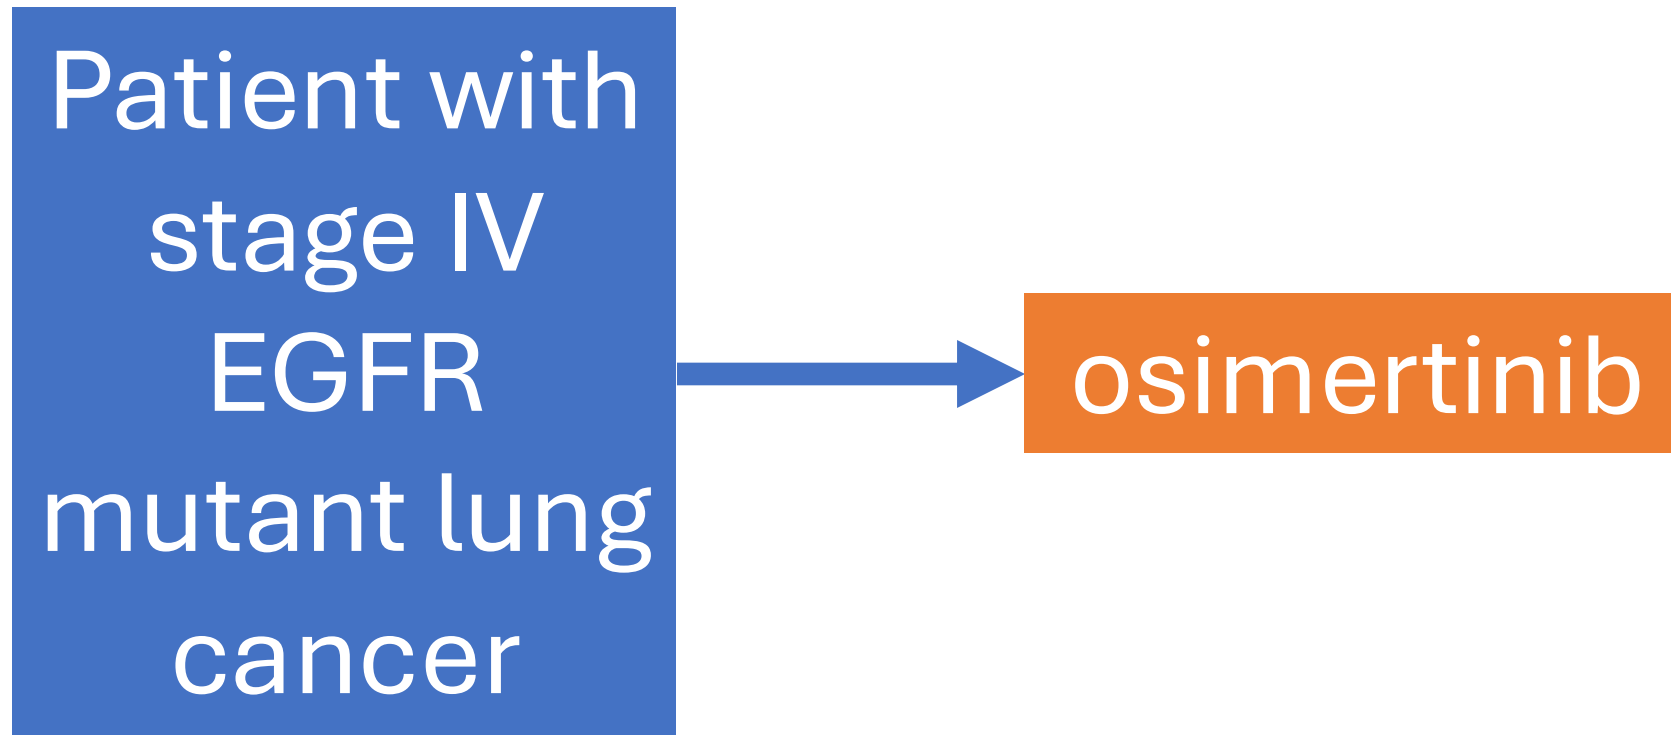 Patient with
stage IV
EGFR
mutant lung
cancer
osimertinib